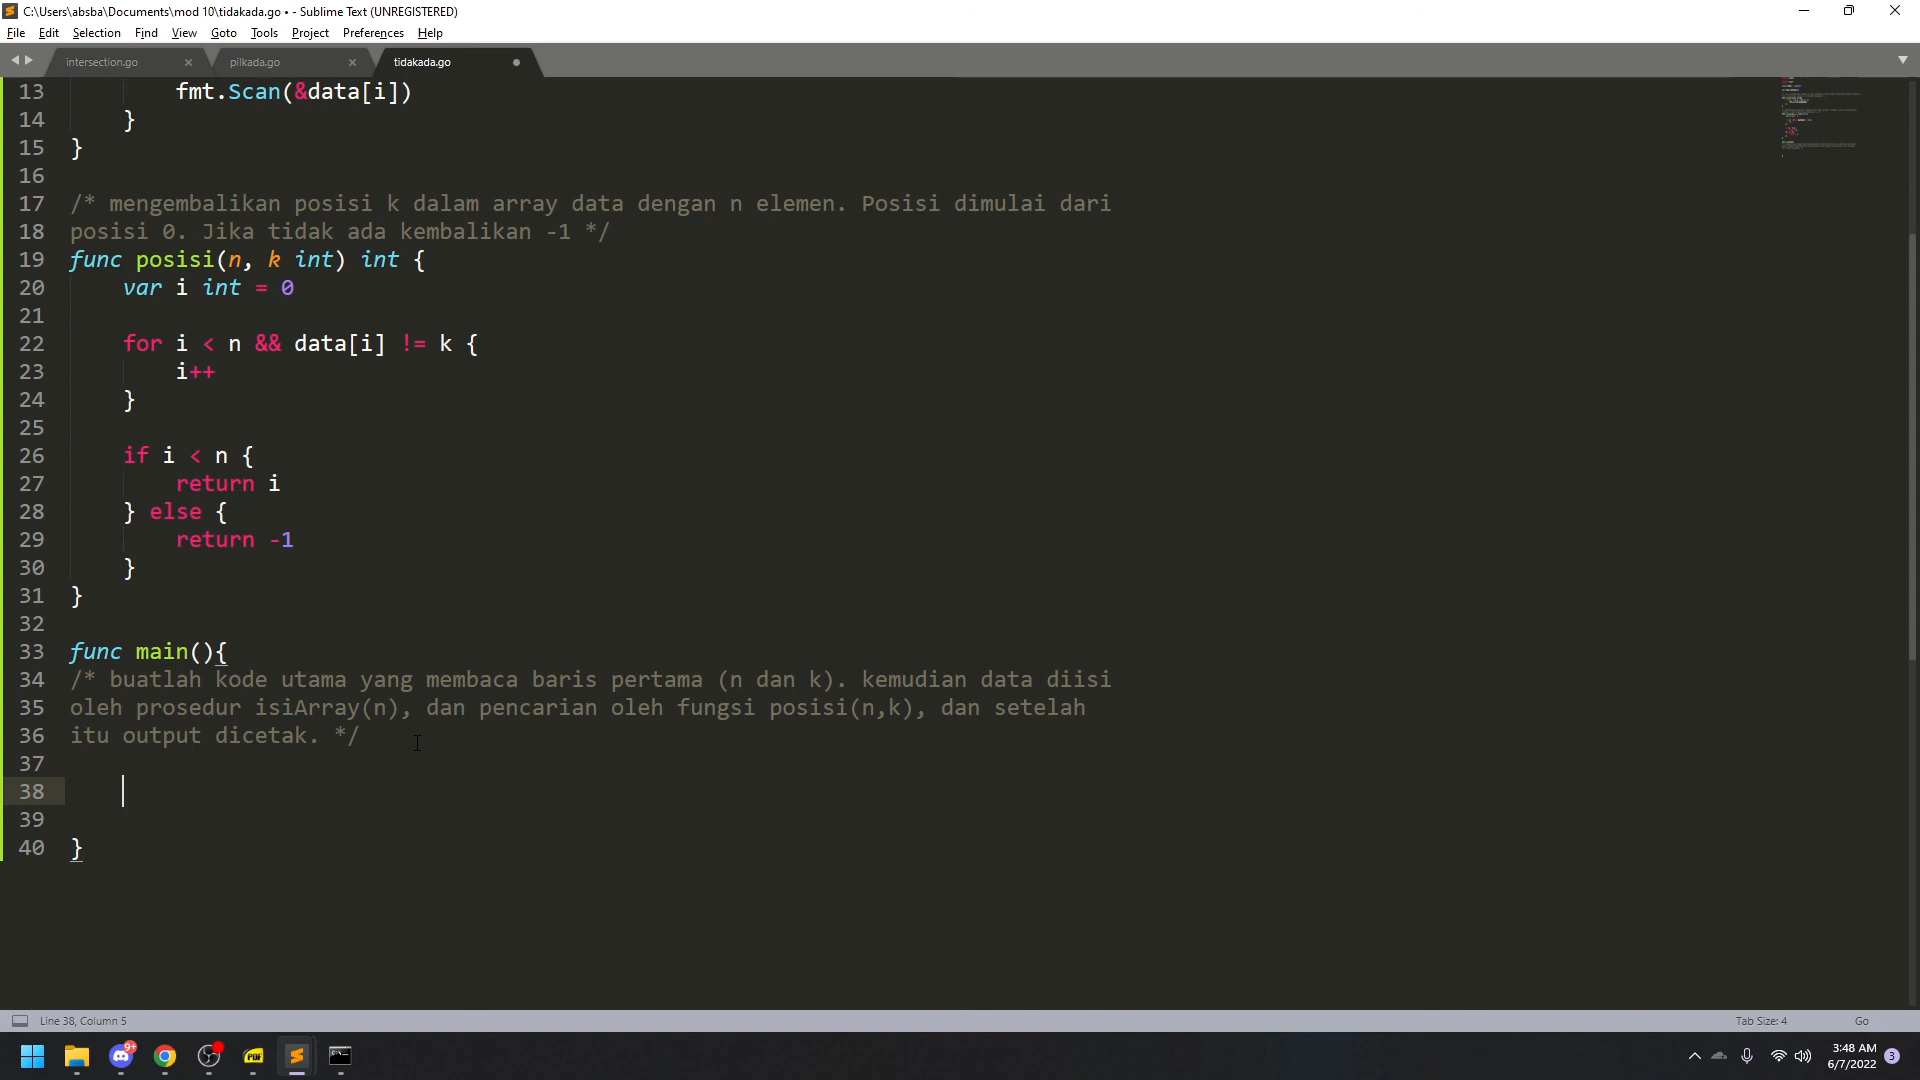 C:\Users\absba\Documents\mod 10\tidakada.go • - Sublime Text (UNREGISTERED)
File Edit Selection Find View Goto Tools Project Preferences Help
intersection.go pilkada.go tidakada.go
13 fmt.Scan(&data[i])
14 }
15 }
16
17 /* mengembalikan posisi k dalam array data dengan n elemen. Posisi dimulai dari
18 posisi 0. Jika tidak ada kembalikan -1 */
19 func posisi(n, k int) int {
20 var i int = 0
21
22 for i < n && data[i] != k {
23 i++
24 }
25
26 if i < n {
27 return i
28 } else {
29 return -1
30 }
31 }
32
33 func main(){
34 /* buatlah kode utama yang membaca baris pertama (n dan k). kemudian data diisi
35 oleh prosedur isiArray(n), dan pencarian oleh fungsi posisi(n,k), dan setelah
36 itu output dicetak. */
37
38
39
40 }
Line 38, Column 5 Tab Size: 4 Go
9+ PDF 3:48 AM 3
6/7/2022